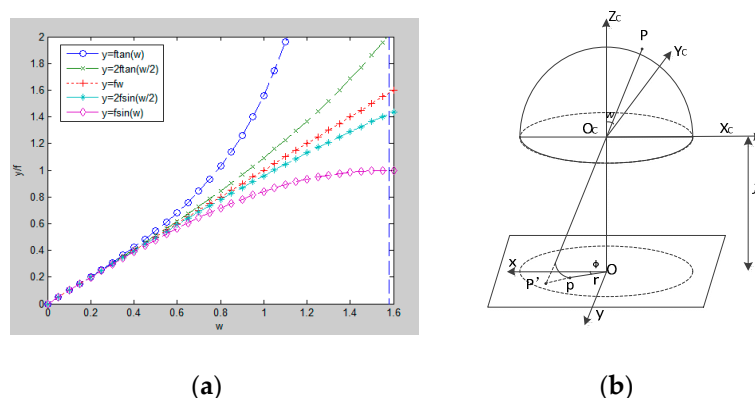 y=ftan(w)
y=2ftan(w/2)
y=fw
y=2fsin(w/2)
y=fsin(w)
y/f
2
1.8
1.6
1.4
1.2
1
0.8
0.6
0.4
0.2
0
0 0.2 0.4 0.6 0.8 1.0 1.2 1.4 1.6
w
(a)
Zc
P
Yc
w
Oc
Xc
x
ϕ
O
P'
p
r
y
(b)